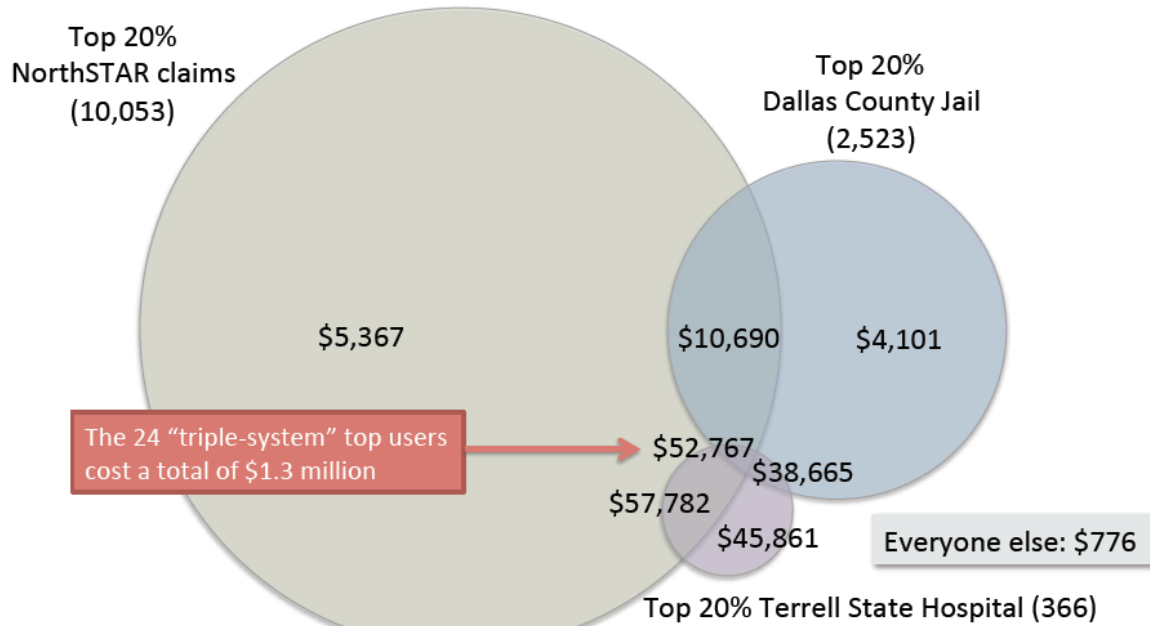 Top 20%
NorthSTAR claims
(10,053)
Top 20%
Dallas County Jail
(2,523)
$5,367
$10,690
$4,101
The 24 “triple-system” top users
cost a total of $1.3 million
$52,767
$38,665
$57,782
$45,861
Everyone else: $776
Top 20% Terrell State Hospital (366)